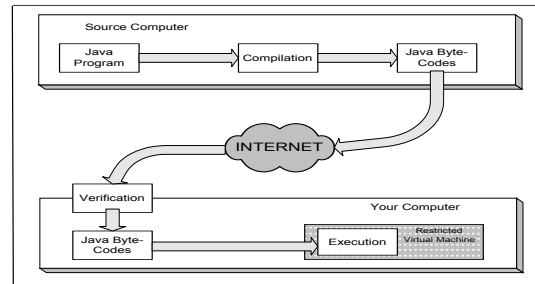 Source Computer
Java
Program
Compilation
Java Byte-
Codes
INTERNET
Verification
Your Computer
Java Byte-
Codes
Execution
Restricted
Virtual Machine